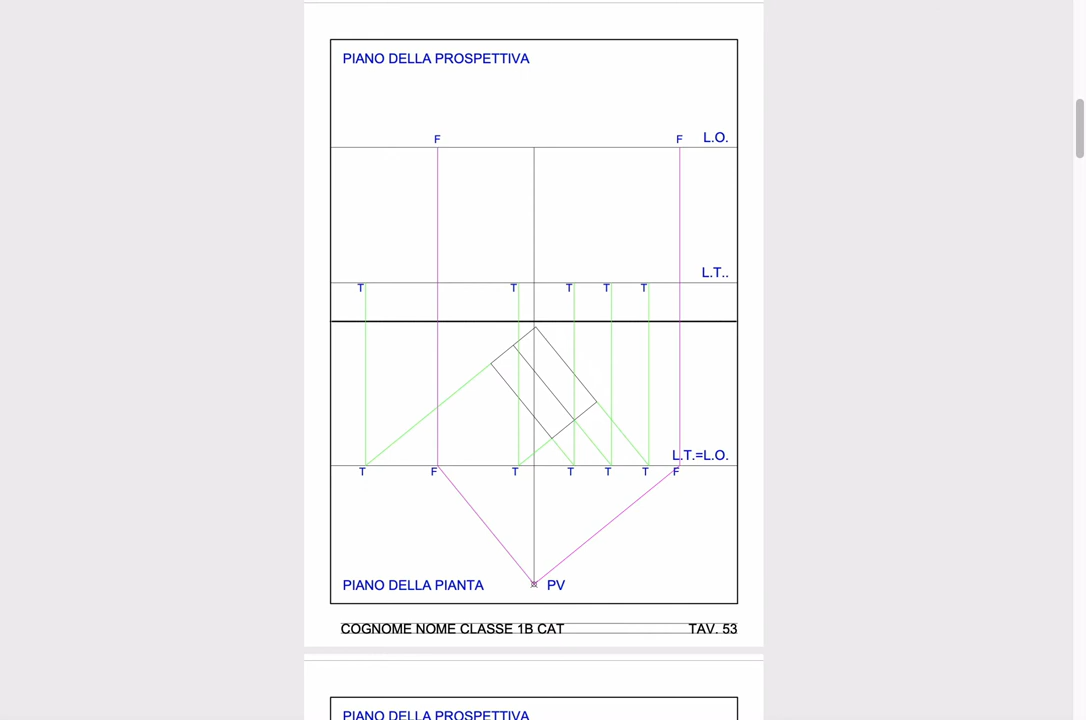 PIANO DELLA PROSPETTIVA
F F L.O.
L.T..
T T T T T
L.T.=L.O.
T F T T T T F
PIANO DELLA PIANTA PV
COGNOME NOME CLASSE 1B CAT TAV. 53
PIANO DELLA PROSPETTIVA